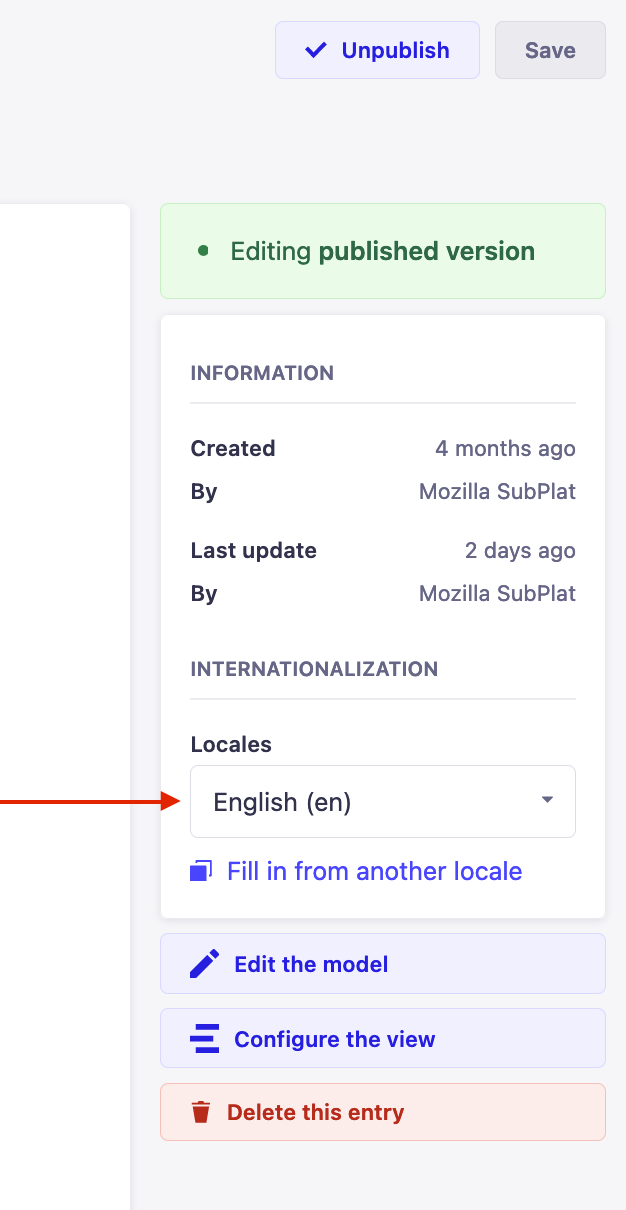 Unpublish
Save
Editing published version
INFORMATION
Created 4 months ago
By Mozilla SubPlat
Last update 2 days ago
By Mozilla SubPlat
INTERNATIONALIZATION
Locales
English (en)
Fill in from another locale
Edit the model
Configure the view
Delete this entry